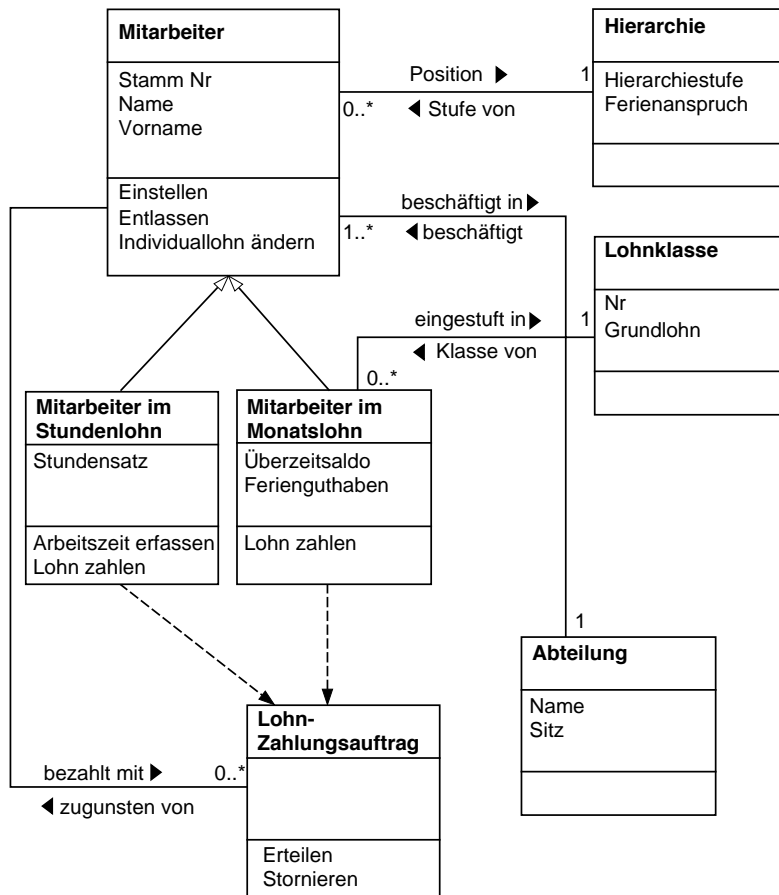 Mitarbeiter
Stamm Nr
Name
Vorname
Einstellen
Entlassen
Individuallohn ändern
Position ▶
◀ Stufe von
0..*
1
Hierarchie
Hierarchiestufe
Ferienanspruch
beschäftigt in ▶
◀ beschäftigt
1..*
Lohnklasse
Nr
Grundlohn
eingestuft in ▶
◀ Klasse von
0..*
1
Mitarbeiter im
Stundenlohn
Stundensatz
Arbeitszeit erfassen
Lohn zahlen
Mitarbeiter im
Monatslohn
Überzeitsaldo
Ferienguthaben
Lohn zahlen
1
Abteilung
Name
Sitz
Lohn-
Zahlungsauftrag
Erteilen
Stornieren
bezahlt mit ▶
◀ zugunsten von
0..*